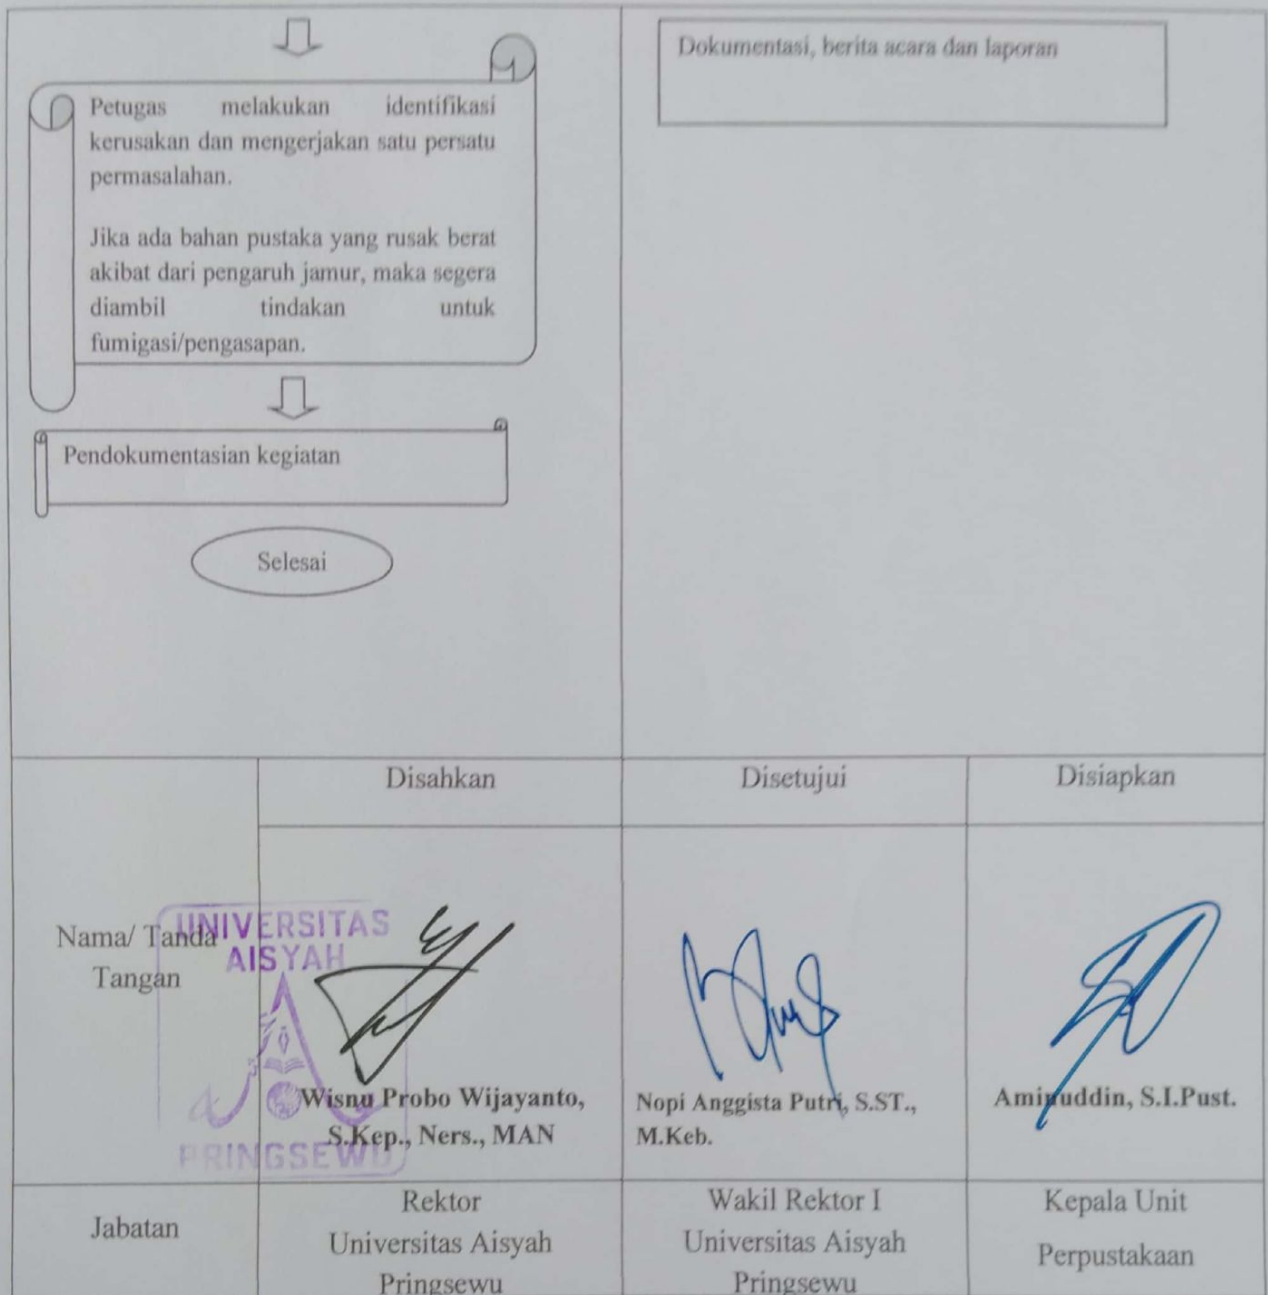 Petugas melakukan identifikasi
kerusakan dan mengerjakan satu persatu
permasalahan.
Jika ada bahan pustaka yang rusak berat
akibat dari pengaruh jamur, maka segera
diambil tindakan untuk
fumigasi/pengasapan.
Pendokumentasian kegiatan
Selesai
Dokumentasi, berita acara dan laporan
Disahkan
Disetujui
Disiapkan
Nama/ Tanda
Tangan
UNIVERSITAS
AISYAH
PRINGSEWU
Wisnu Probo Wijayanto,
S.Kep., Ners., MAN
Nopi Anggista Putri, S.ST.,
M.Keb.
Aminuddin, S.I.Pust.
Jabatan
Rektor
Universitas Aisyah
Pringsewu
Wakil Rektor I
Universitas Aisyah
Pringsewu
Kepala Unit
Perpustakaan